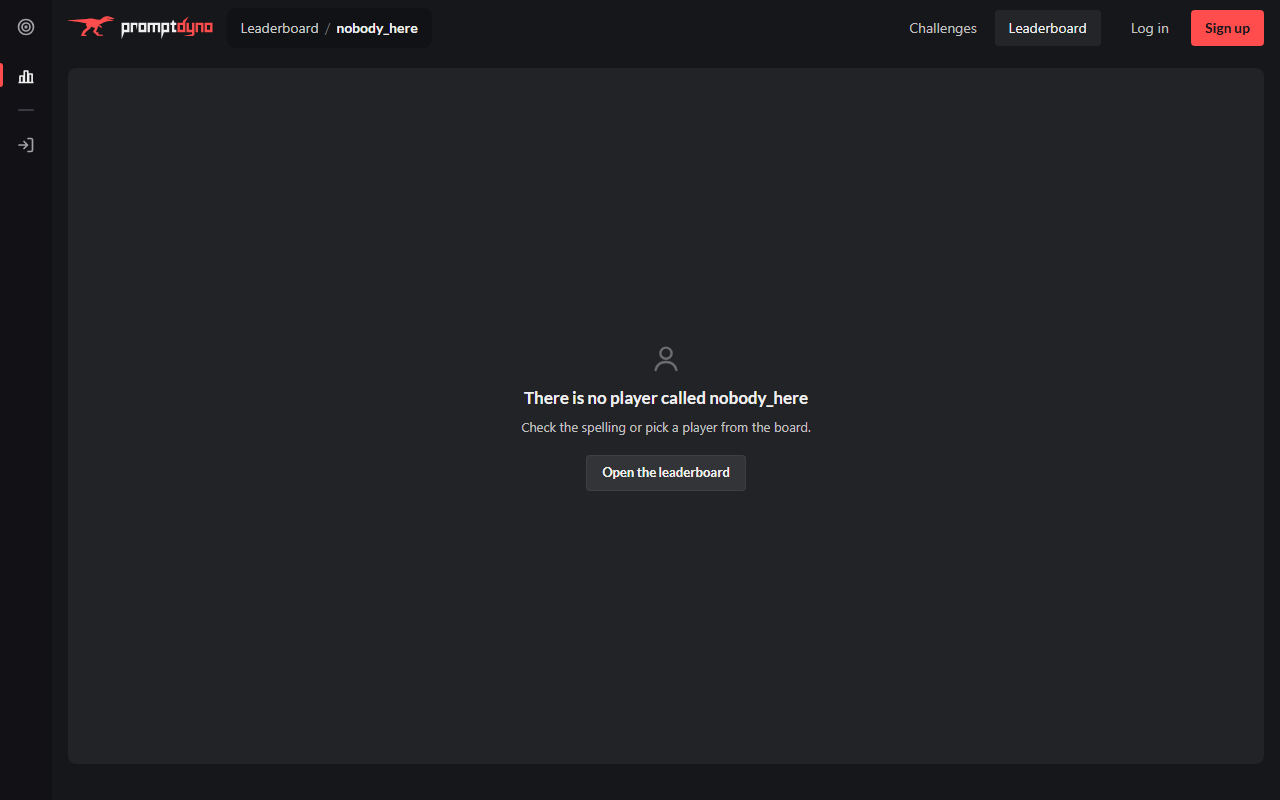 promptdyno
Leaderboard / nobody_here
Challenges
Leaderboard
Log in
Sign up
There is no player called nobody_here
Check the spelling or pick a player from the board.
Open the leaderboard